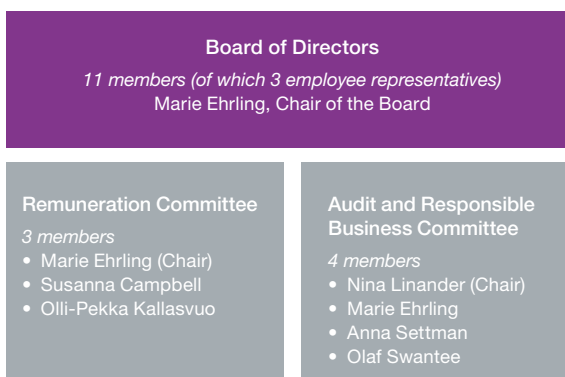 Board of Directors
11 members (of which 3 employee representatives)
Marie Ehrling, Chair of the Board
Remuneration Committee
3 members
• Marie Ehrling (Chair)
• Susanna Campbell
• Olli-Pekka Kallasvuo
Audit and Responsible
Business Committee
4 members
• Nina Linander (Chair)
• Marie Ehrling
• Anna Settman
• Olaf Swantee